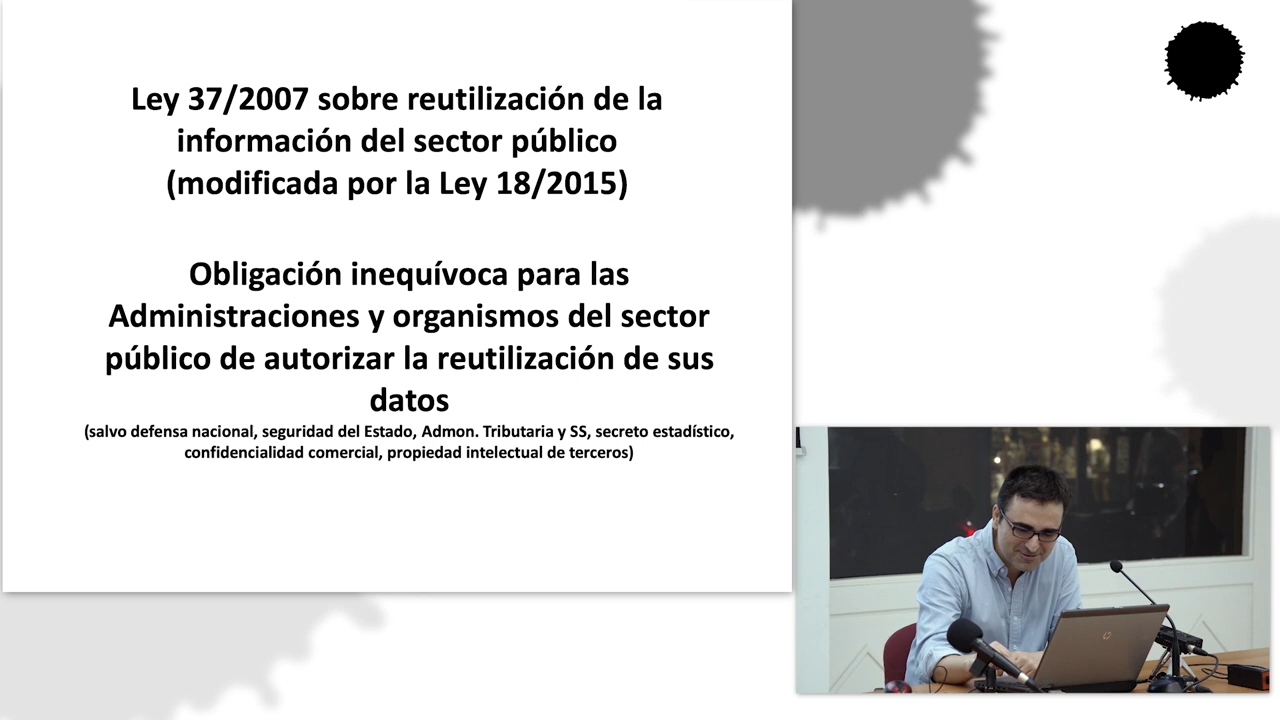 Ley 37/2007 sobre reutilización de la
información del sector público
(modificada por la Ley 18/2015)
Obligación inequívoca para las
Administraciones y organismos del sector
público de autorizar la reutilización de sus
datos
(salvo defensa nacional, seguridad del Estado, Admon. Tributaria y SS, secreto estadístico,
confidencialidad comercial, propiedad intelectual de terceros)